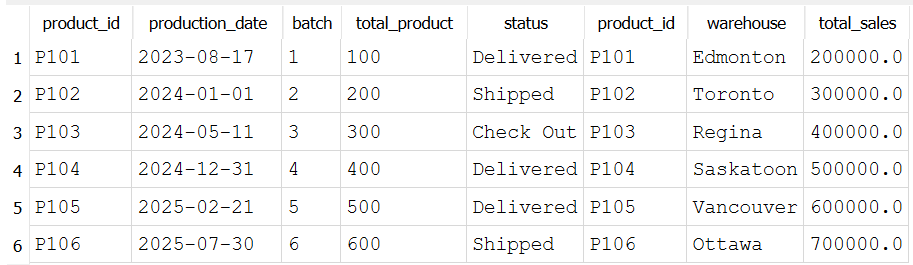 product_id production_date batch total_product status product_id warehouse total_sales
1 P101 2023-08-17 1 100 Delivered P101 Edmonton 200000.0
2 P102 2024-01-01 2 200 Shipped P102 Toronto 300000.0
3 P103 2024-05-11 3 300 Check Out P103 Regina 400000.0
4 P104 2024-12-31 4 400 Delivered P104 Saskatoon 500000.0
5 P105 2025-02-21 5 500 Delivered P105 Vancouver 600000.0
6 P106 2025-07-30 6 600 Shipped P106 Ottawa 700000.0